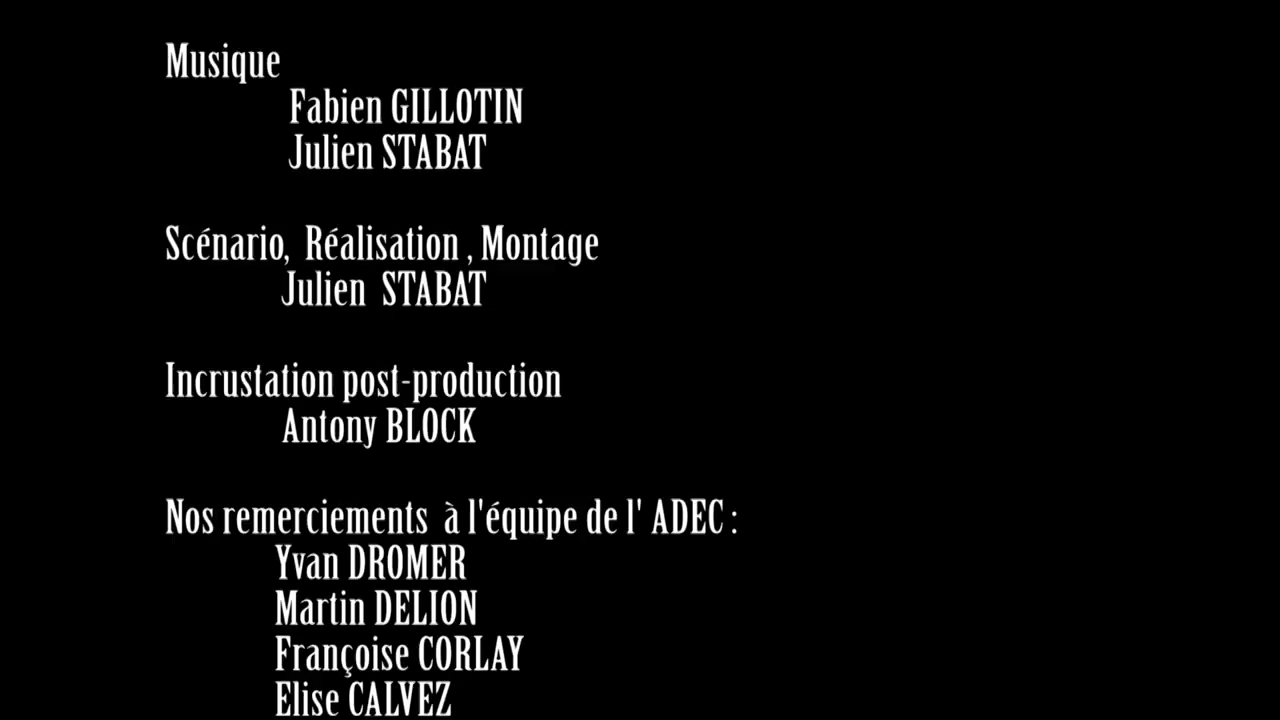 Musique
Fabien GILLOTIN
Julien STABAT
Scénario, Réalisation , Montage
Julien STABAT
Incrustation post-production
Antony BLOCK
Nos remerciements à l'équipe de l' ADEC :
Yvan DROMER
Martin DELION
Françoise CORLAY
Elise CALVEZ